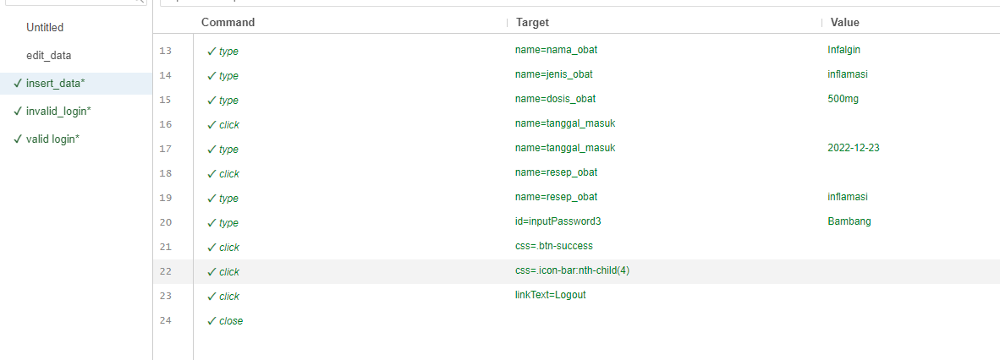 Command Target Value
Untitled
edit_data
✓ insert_data*
✓ invalid_login*
✓ valid login*
13 ✓ type name=nama_obat Infalgin
14 ✓ type name=jenis_obat inflamasi
15 ✓ type name=dosis_obat 500mg
16 ✓ click name=tanggal_masuk
17 ✓ type name=tanggal_masuk 2022-12-23
18 ✓ click name=resep_obat
19 ✓ type name=resep_obat inflamasi
20 ✓ type id=inputPassword3 Bambang
21 ✓ click css=.btn-success
22 ✓ click css=.icon-bar:nth-child(4)
23 ✓ click linkText=Logout
24 ✓ close